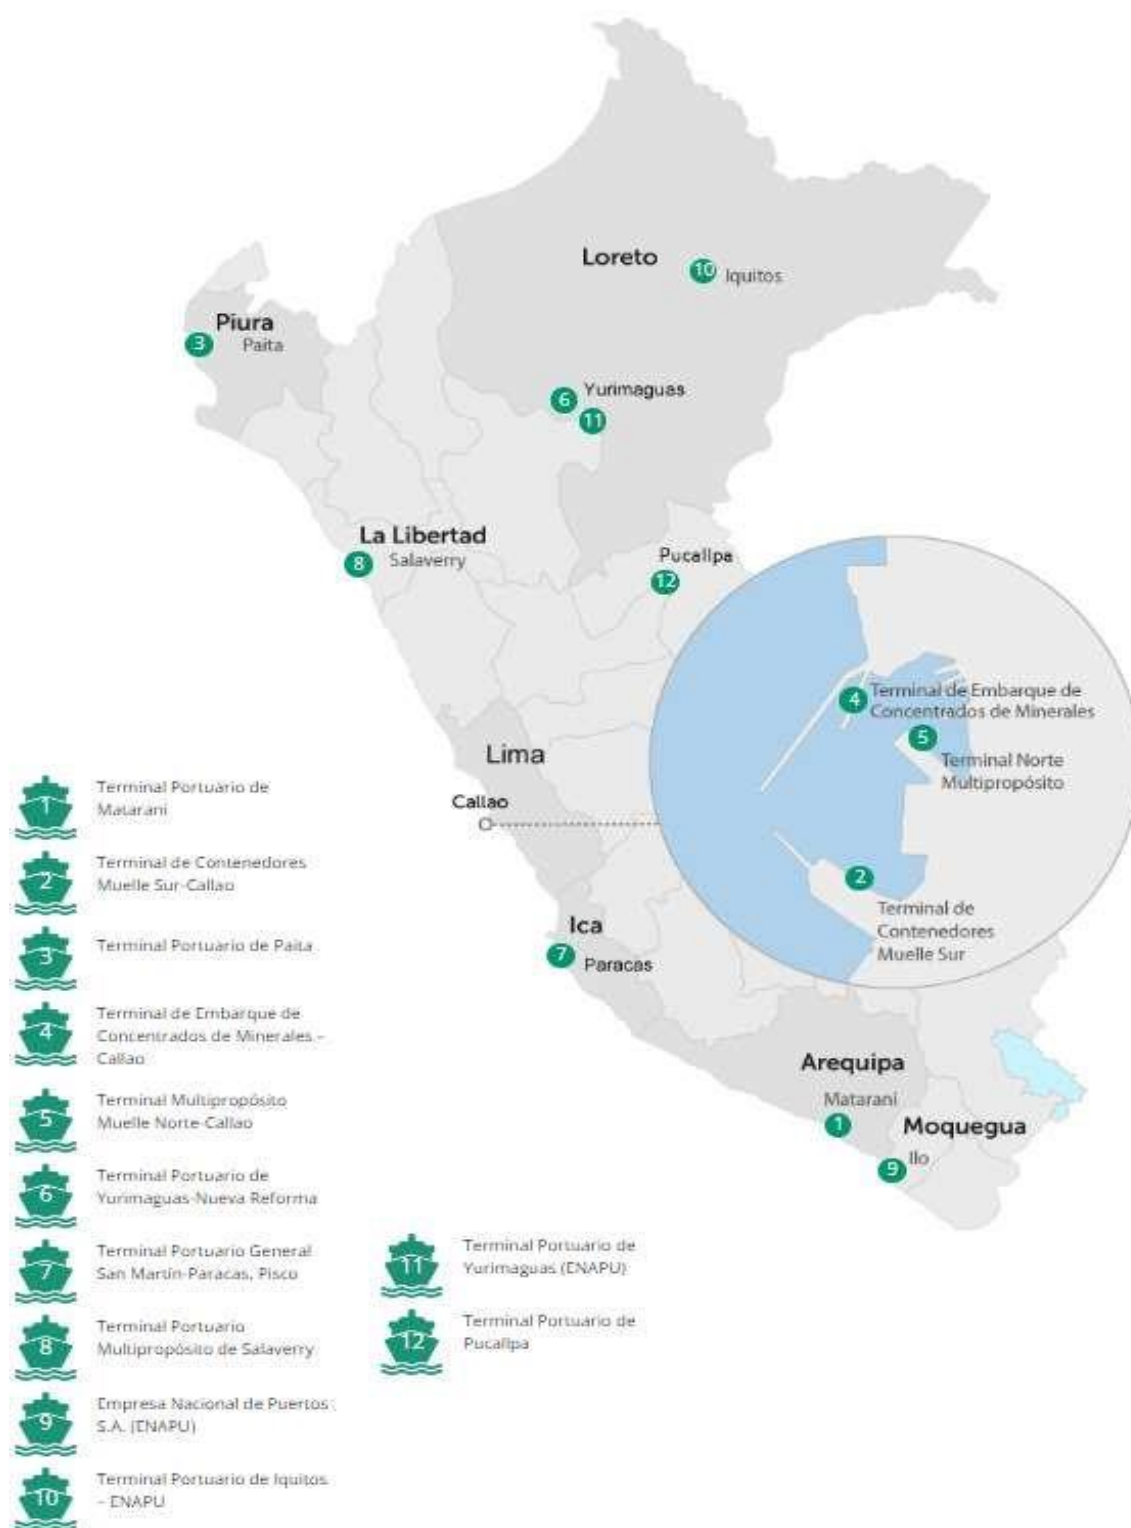 Loreto
10
Iquitos
Piura
3
Paita
Yurimaguas
6
11
La Libertad
8
Salaverry
Pucallpa
12
4
Terminal de Embarque de
Concentrados de Minerales
5
Terminal Norte
Multipropósito
Lima
Callao
2
Terminal de
Contenedores
Muelle Sur
Ica
7
Paracas
Arequipa
Matarani
1
Moquegua
Ilo
9
1
Terminal Portuario de
Matarani
2
Terminal de Contenedores
Muelle Sur-Callao
3
Terminal Portuario de Paita
4
Terminal de Embarque de
Concentrados de Minerales –
Callao
5
Terminal Multipropósito
Muelle Norte-Callao
6
Terminal Portuario de
Yurimaguas-Nueva Reforma
7
Terminal Portuario General
San Martín-Paracas, Pisco
8
Terminal Portuario
Multipropósito de Salaverry
9
Empresa Nacional de Puertos
S.A. (ENAPU)
10
Terminal Portuario de Iquitos
– ENAPU
11
Terminal Portuario de
Yurimaguas (ENAPU)
12
Terminal Portuario de
Pucallpa